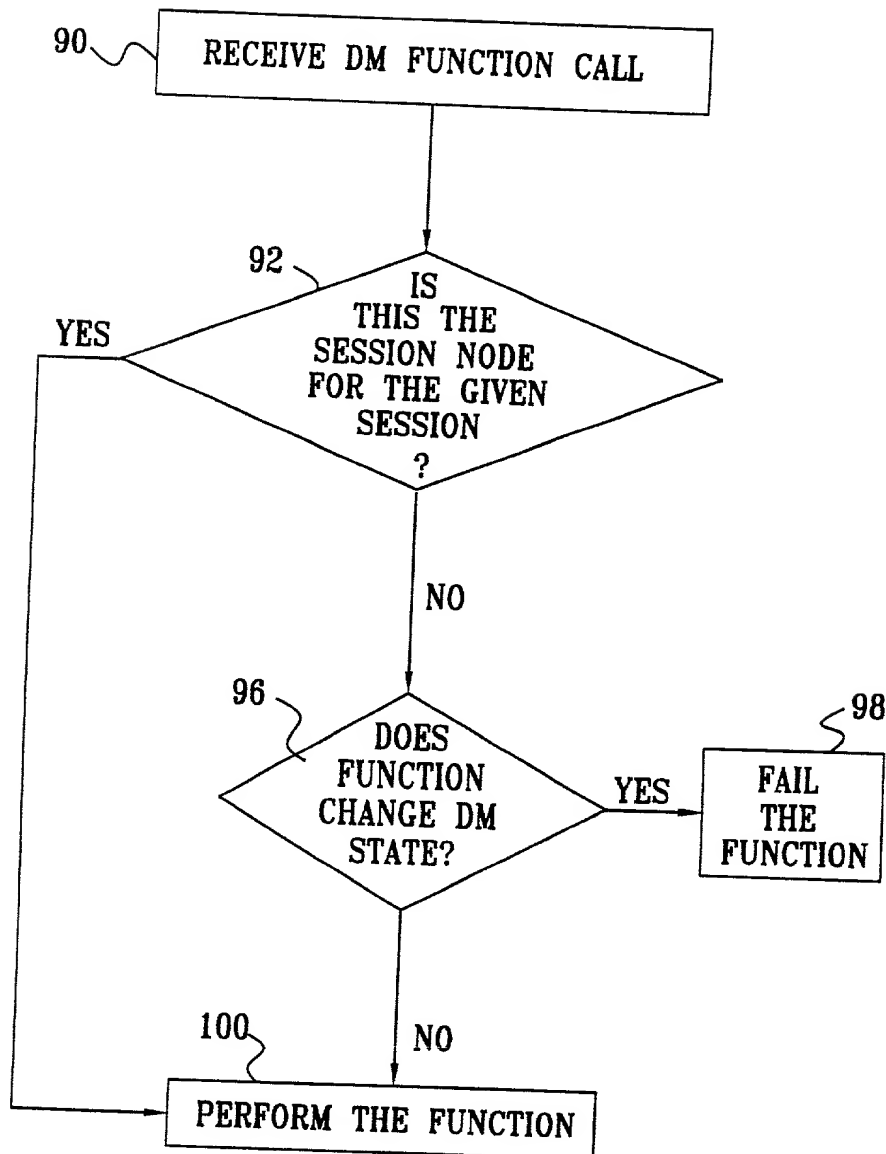 90
RECEIVE DM FUNCTION CALL
92
IS
THIS THE
SESSION NODE
FOR THE GIVEN
SESSION
?
YES
NO
96
DOES
FUNCTION
CHANGE DM
STATE?
YES
98
FAIL
THE
FUNCTION
NO
100
PERFORM THE FUNCTION